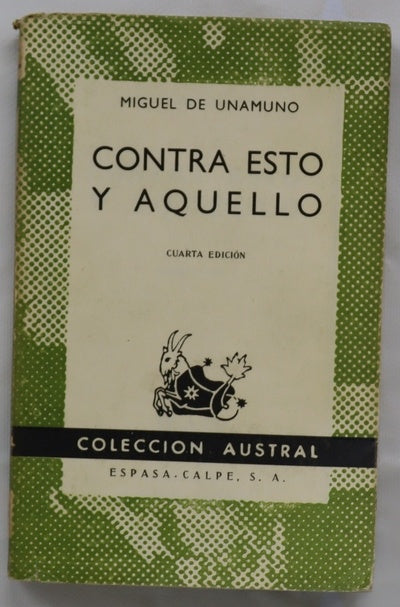 MIGUEL DE UNAMUNO
CONTRA ESTO
Y AQUELLO
CUARTA EDICIÓN
COLECCION AUSTRAL
ESPASA-CALPE, S. A.